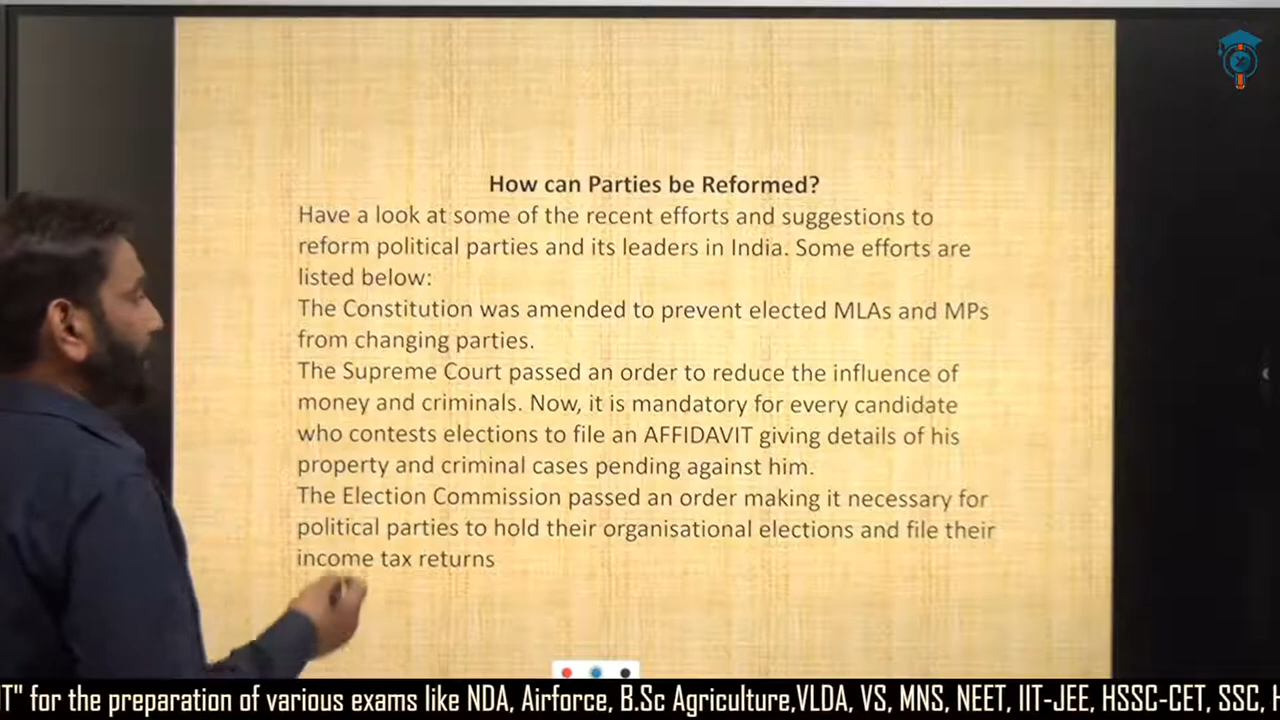 How can Parties be Reformed?
Have a look at some of the recent efforts and suggestions to
reform political parties and its leaders in India. Some efforts are
listed below:
The Constitution was amended to prevent elected MLAs and MPs
from changing parties.
The Supreme Court passed an order to reduce the influence of
money and criminals. Now, it is mandatory for every candidate
who contests elections to file an AFFIDAVIT giving details of his
property and criminal cases pending against him.
The Election Commission passed an order making it necessary for
political parties to hold their organisational elections and file their
income tax returns
" for the preparation of various exams like NDA, Airforce, B.Sc Agriculture,VLDA, VS, MNS, NEET, IIT-JEE, HSSC-CET, SSC,